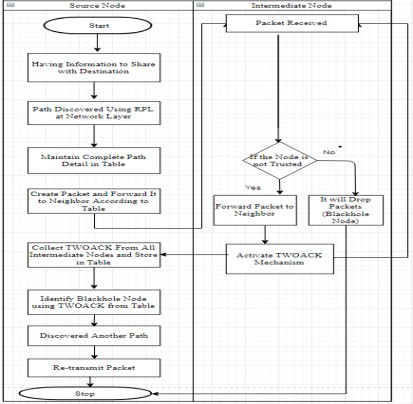 Source Node
Intermediate Node
Start
Packet Received
Having Information to Share
with Destination
Path Discovered Using RPL
at Network Layer
Maintain Complete Path
Detail in Table
If the Node is
not Trusted
No
Yes
Create Packet and Forward It
to Neighbor According to
Table
Forward Packet to
Neighbor
It will Drop
Packets
(Blackhole
Node)
Collect TWOACK From All
Intermediate Nodes and Store
in Table
Activate TWOACK
Mechanism
Identify Blackhole Node
using TWOACK from Table
Discovered Another Path
Re-transmit Packet
Stop